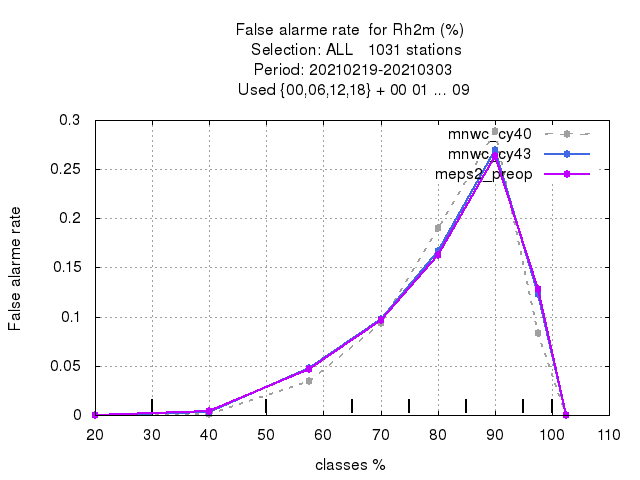 False alarme rate  for Rh2m (%)
Selection: ALL   1031 stations
Period: 20210219-20210303
Used {00,06,12,18} + 00 01 ... 09
mnwc_cy40
mnwc_cy43
meps2_preop
False alarme rate
0.3
0.25
0.2
0.15
0.1
0.05
0
20 30 40 50 60 70 80 90 100 110
classes %